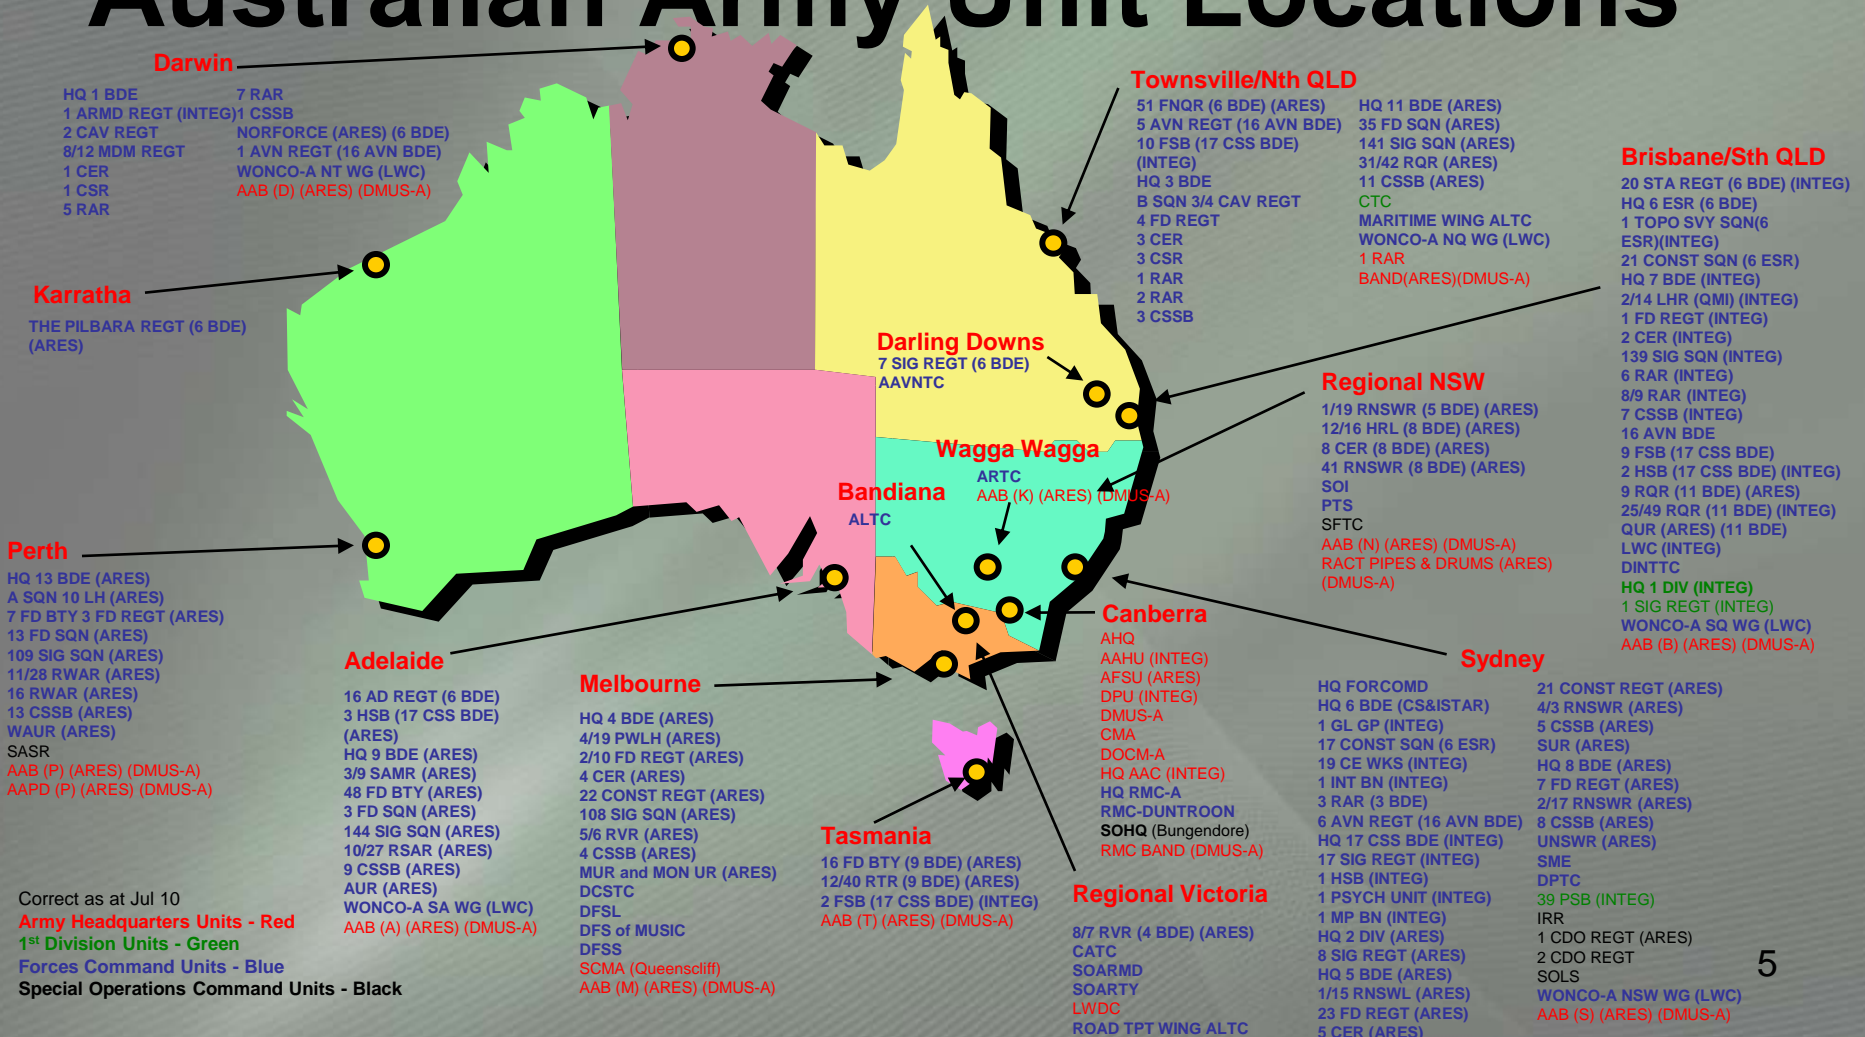 Australian Army Unit Locations
Darwin
HQ 1 BDE
1 ARMD REGT (INTEG)
2 CAV REGT
8/12 MDM REGT
1 CER
1 CSR
5 RAR
7 RAR
1 CSSB
NORFORCE (ARES) (6 BDE)
1 AVN REGT (16 AVN BDE)
WONCO-A NT WG (LWC)
AAB (D) (ARES) (DMUS-A)
Karratha
THE PILBARA REGT (6 BDE)
(ARES)
Townsville/Nth QLD
51 FNQR (6 BDE) (ARES)
5 AVN REGT (16 AVN BDE)
10 FSB (17 CSS BDE)
(INTEG)
HQ 3 BDE
B SQN 3/4 CAV REGT
4 FD REGT
3 CER
3 CSR
1 RAR
2 RAR
3 CSSB
HQ 11 BDE (ARES)
35 FD SQN (ARES)
141 SIG SQN (ARES)
31/42 RQR (ARES)
11 CSSB (ARES)
CTC
MARITIME WING ALTC
WONCO-A NQ WG (LWC)
1 RAR
BAND(ARES)(DMUS-A)
Brisbane/Sth QLD
20 STA REGT (6 BDE) (INTEG)
HQ 6 ESR (6 BDE)
1 TOPO SVY SQN(6
ESR)(INTEG)
21 CONST SQN (6 ESR)
HQ 7 BDE (INTEG)
2/14 LHR (QMI) (INTEG)
1 FD REGT (INTEG)
2 CER (INTEG)
139 SIG SQN (INTEG)
6 RAR (INTEG)
8/9 RAR (INTEG)
7 CSSB (INTEG)
16 AVN BDE
9 FSB (17 CSS BDE)
2 HSB (17 CSS BDE) (INTEG)
9 RQR (11 BDE) (ARES)
25/49 RQR (11 BDE) (INTEG)
QUR (ARES) (11 BDE)
LWC (INTEG)
DINTTC
HQ 1 DIV (INTEG)
1 SIG REGT (INTEG)
WONCO-A SQ WG (LWC)
AAB (B) (ARES) (DMUS-A)
Darling Downs
7 SIG REGT (6 BDE)
AAVNTC
Regional NSW
1/19 RNSWR (5 BDE) (ARES)
12/16 HRL (8 BDE) (ARES)
8 CER (8 BDE) (ARES)
41 RNSWR (8 BDE) (ARES)
SOI
PTS
SFTC
AAB (N) (ARES) (DMUS-A)
RACT PIPES & DRUMS (ARES)
(DMUS-A)
Wagga Wagga
ARTC
AAB (K) (ARES) (DMUS-A)
Bandiana
ALTC
Perth
HQ 13 BDE (ARES)
A SQN 10 LH (ARES)
7 FD BTY 3 FD REGT (ARES)
13 FD SQN (ARES)
109 SIG SQN (ARES)
11/28 RWAR (ARES)
16 RWAR (ARES)
13 CSSB (ARES)
WAUR (ARES)
SASR
AAB (P) (ARES) (DMUS-A)
AAPD (P) (ARES) (DMUS-A)
Adelaide
16 AD REGT (6 BDE)
3 HSB (17 CSS BDE)
(ARES)
HQ 9 BDE (ARES)
3/9 SAMR (ARES)
48 FD BTY (ARES)
3 FD SQN (ARES)
144 SIG SQN (ARES)
10/27 RSAR (ARES)
9 CSSB (ARES)
AUR (ARES)
WONCO-A SA WG (LWC)
AAB (A) (ARES) (DMUS-A)
Melbourne
HQ 4 BDE (ARES)
4/19 PWLH (ARES)
2/10 FD REGT (ARES)
4 CER (ARES)
22 CONST REGT (ARES)
108 SIG SQN (ARES)
5/6 RVR (ARES)
4 CSSB (ARES)
MUR and MON UR (ARES)
DCSTC
DFSL
DFS of MUSIC
DFSS
SCMA (Queenscliff)
AAB (M) (ARES) (DMUS-A)
Tasmania
16 FD BTY (9 BDE) (ARES)
12/40 RTR (9 BDE) (ARES)
2 FSB (17 CSS BDE) (INTEG)
AAB (T) (ARES) (DMUS-A)
Canberra
AHQ
AAHU (INTEG)
AFSU (ARES)
DPU (INTEG)
DMUS-A
CMA
DOCM-A
HQ AAC (INTEG)
HQ RMC-A
RMC-DUNTROON
SOHQ (Bungendore)
RMC BAND (DMUS-A)
Regional Victoria
8/7 RVR (4 BDE) (ARES)
CATC
SOARMD
SOARTY
LWDC
ROAD TPT WING ALTC
Sydney
HQ FORCOMD
HQ 6 BDE (CS&ISTAR)
1 GL GP (INTEG)
17 CONST SQN (6 ESR)
19 CE WKS (INTEG)
1 INT BN (INTEG)
3 RAR (3 BDE)
6 AVN REGT (16 AVN BDE)
HQ 17 CSS BDE (INTEG)
17 SIG REGT (INTEG)
1 HSB (INTEG)
1 PSYCH UNIT (INTEG)
1 MP BN (INTEG)
HQ 2 DIV (ARES)
8 SIG REGT (ARES)
HQ 5 BDE (ARES)
1/15 RNSWL (ARES)
23 FD REGT (ARES)
5 CER (ARES)
21 CONST REGT (ARES)
4/3 RNSWR (ARES)
5 CSSB (ARES)
SUR (ARES)
HQ 8 BDE (ARES)
7 FD REGT (ARES)
2/17 RNSWR (ARES)
8 CSSB (ARES)
UNSWR (ARES)
SME
DPTC
39 PSB (INTEG)
IRR
1 CDO REGT (ARES)
2 CDO REGT
SOLS
WONCO-A NSW WG (LWC)
AAB (S) (ARES) (DMUS-A)
Correct as at Jul 10
Army Headquarters Units - Red
1st Division Units - Green
Forces Command Units - Blue
Special Operations Command Units - Black
5